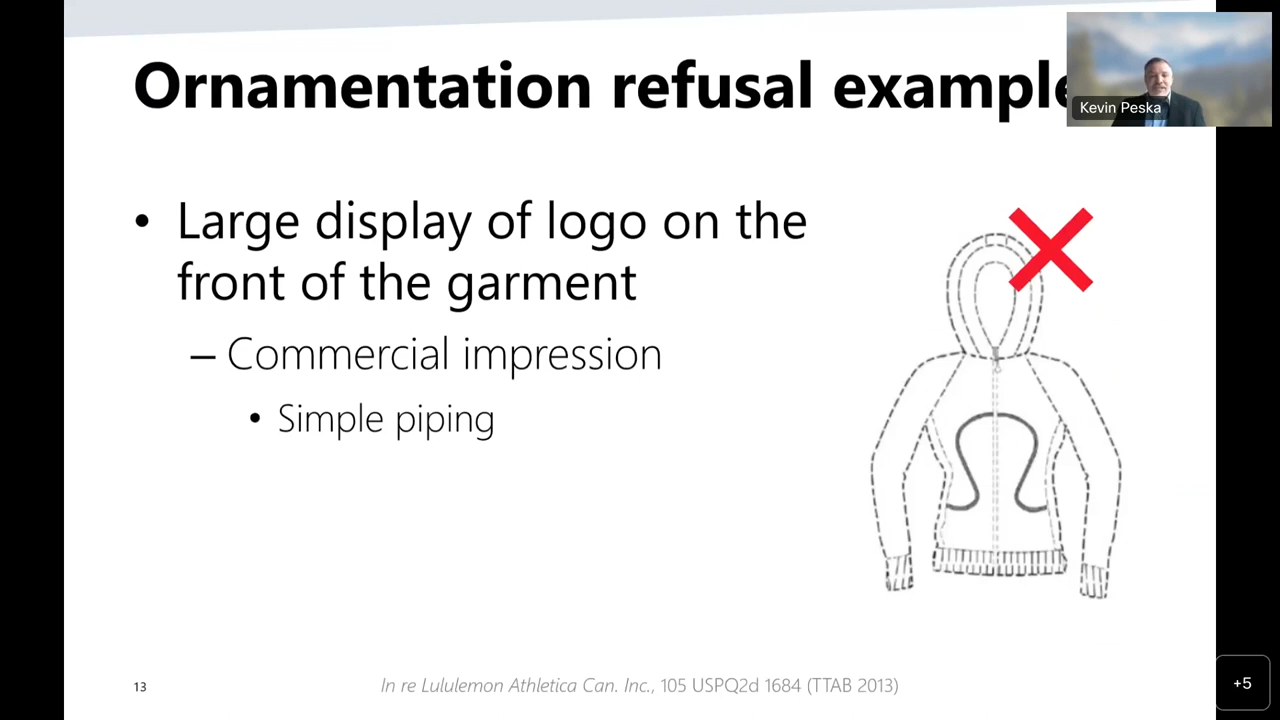 Ornamentation refusal example
Kevin Peska
• Large display of logo on the
front of the garment
– Commercial impression
• Simple piping
13
In re Lululemon Athletica Can. Inc., 105 USPQ2d 1684 (TTAB 2013)
+5